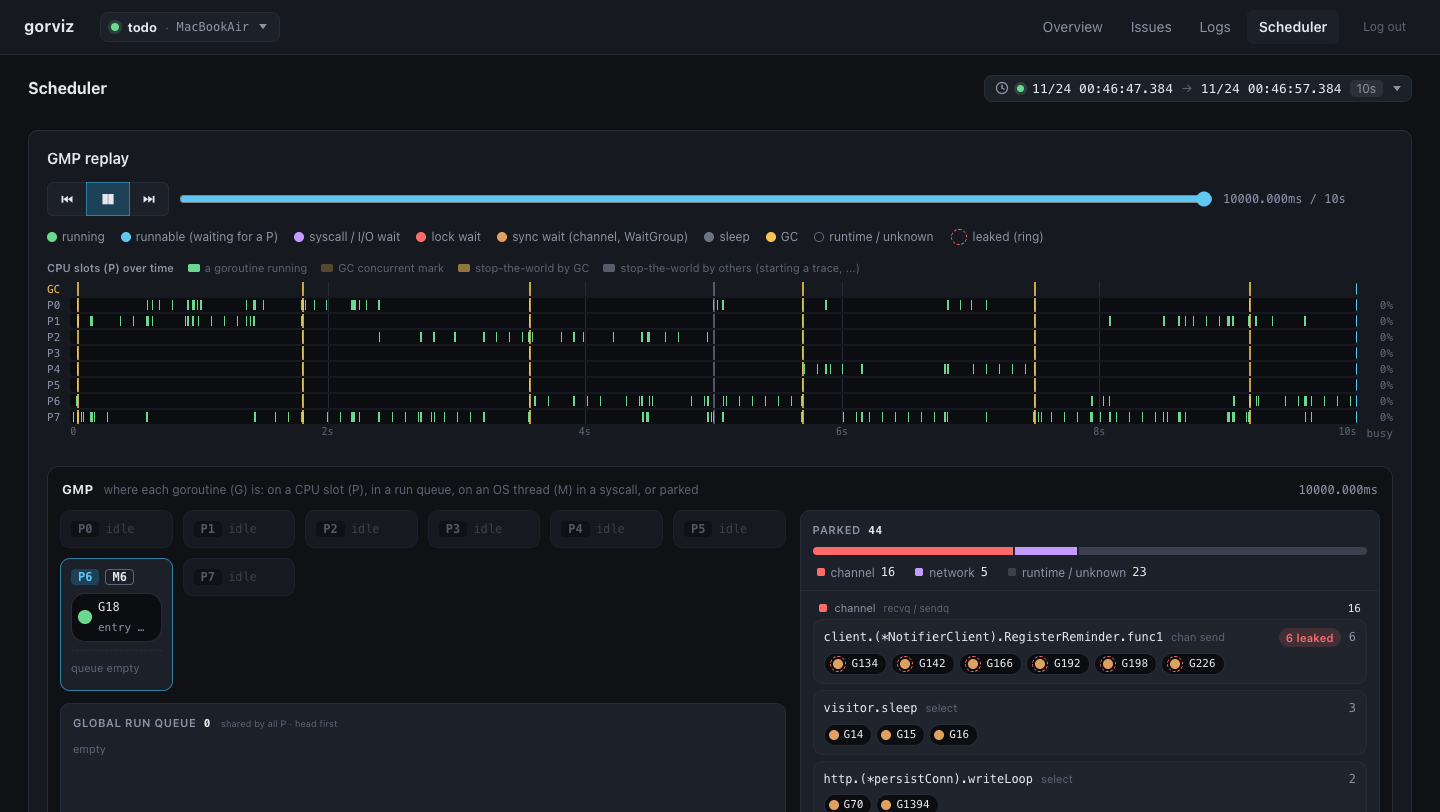 gorviz todo · MacBookAir Overview Issues Logs Scheduler Log out
Scheduler 11/24 00:46:47.384 → 11/24 00:46:57.384 10s
GMP replay
10000.000ms / 10s
running runnable (waiting for a P) syscall / I/O wait lock wait sync wait (channel, WaitGroup) sleep GC runtime / unknown leaked (ring)
CPU slots (P) over time a goroutine running GC concurrent mark stop-the-world by GC stop-the-world by others (starting a trace, …)
GC
P0 0%
P1 0%
P2 0%
P3 0%
P4 0%
P5 0%
P6 0%
P7 0%
0 2s 4s 6s 8s 10s busy
GMP where each goroutine (G) is: on a CPU slot (P), in a run queue, on an OS thread (M) in a syscall, or parked 10000.000ms
P0 idle P1 idle P2 idle P3 idle P4 idle P5 idle
P6 M6 P7 idle
G18
entry …
queue empty
GLOBAL RUN QUEUE 0 shared by all P · head first
empty
PARKED 44
channel 16 network 5 runtime / unknown 23
channel recvq / sendq 16
client.(*NotifierClient).RegisterReminder.func1 chan send 6 leaked 6
G134 G142 G166 G192 G198 G226
visitor.sleep select 3
G14 G15 G16
http.(*persistConn).writeLoop select 2
G70 G1394